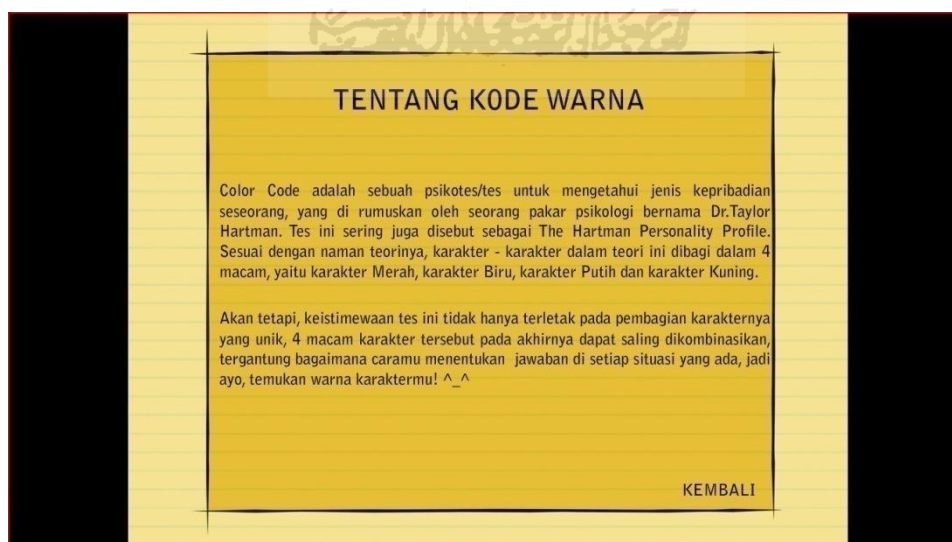 TENTANG KODE WARNA
Color Code adalah sebuah psikotes/tes untuk mengetahui jenis kepribadian
seseorang, yang di rumuskan oleh seorang pakar psikologi bernama Dr.Taylor
Hartman. Tes ini sering juga disebut sebagai The Hartman Personality Profile.
Sesuai dengan naman teorinya, karakter - karakter dalam teori ini dibagi dalam 4
macam, yaitu karakter Merah, karakter Biru, karakter Putih dan karakter Kuning.
Akan tetapi, keistimewaan tes ini tidak hanya terletak pada pembagian karakternya
yang unik, 4 macam karakter tersebut pada akhirnya dapat saling dikombinasikan,
tergantung bagaimana caramu menentukan jawaban di setiap situasi yang ada, jadi
ayo, temukan warna karaktermu! ^_^
KEMBALI